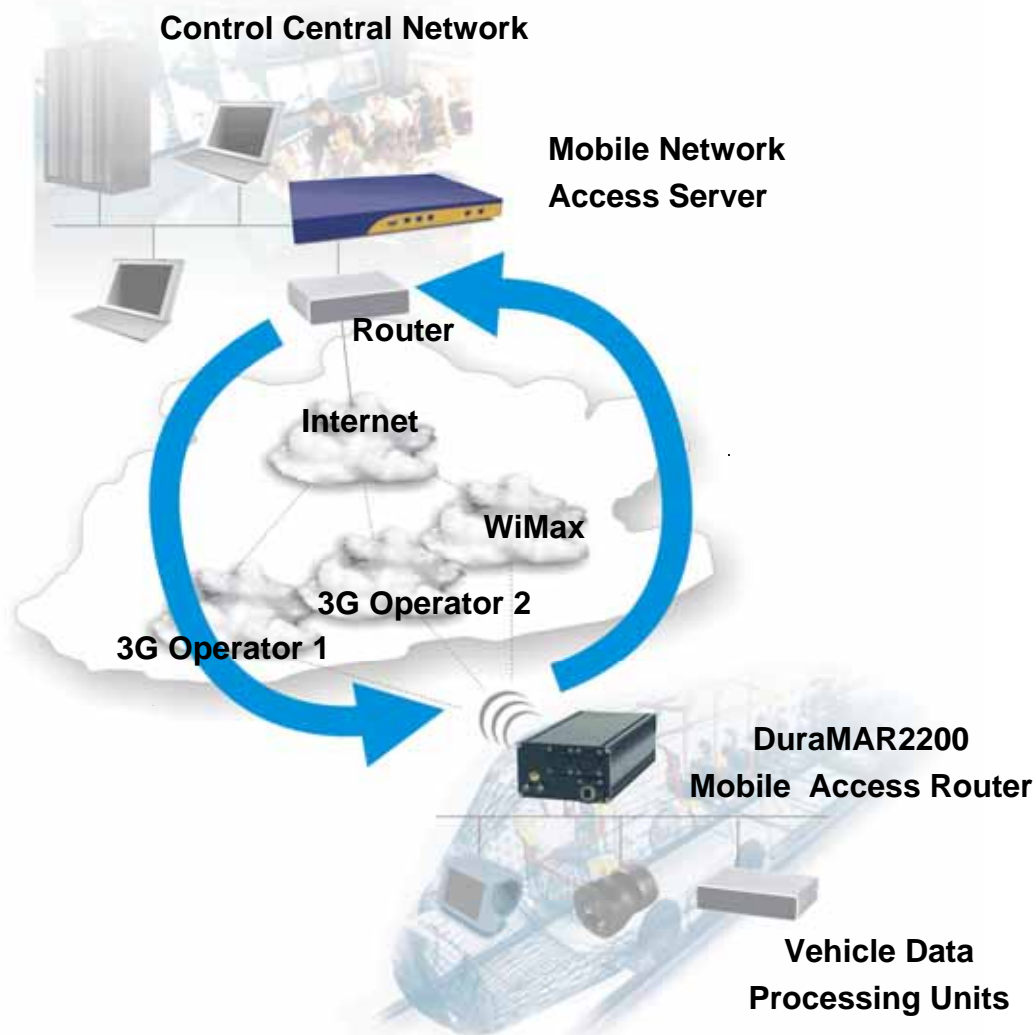 Control Central Network
Mobile Network
Access Server
Router
Internet
WiMax
3G Operator 2
3G Operator 1
DuraMAR2200
Mobile  Access Router
Vehicle Data
Processing Units